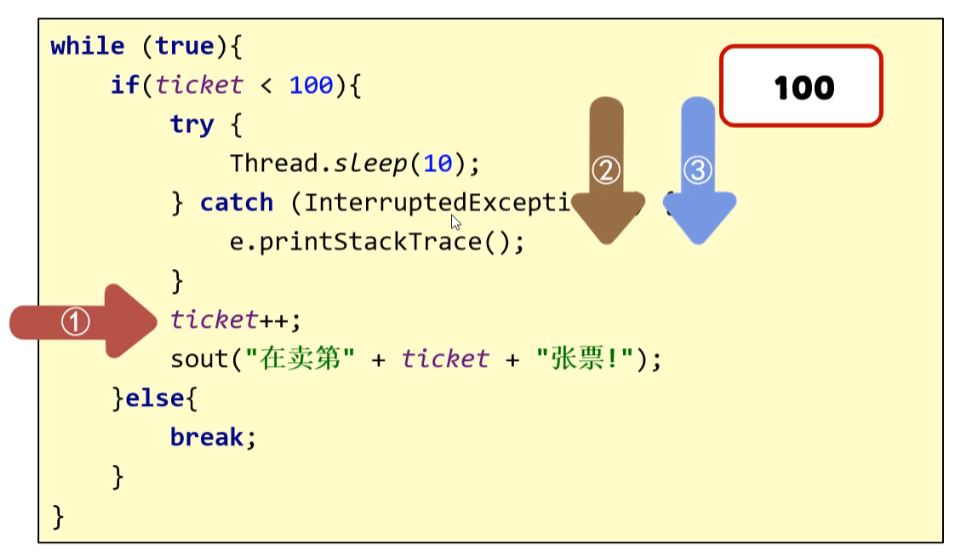 while (true){
if(ticket < 100){
100
try {
Thread.sleep(10);
② ③
} catch (InterruptedExcepti
e.printStackTrace();
}
① ticket++;
sout("在卖第" + ticket + "张票!");
}else{
break;
}
}